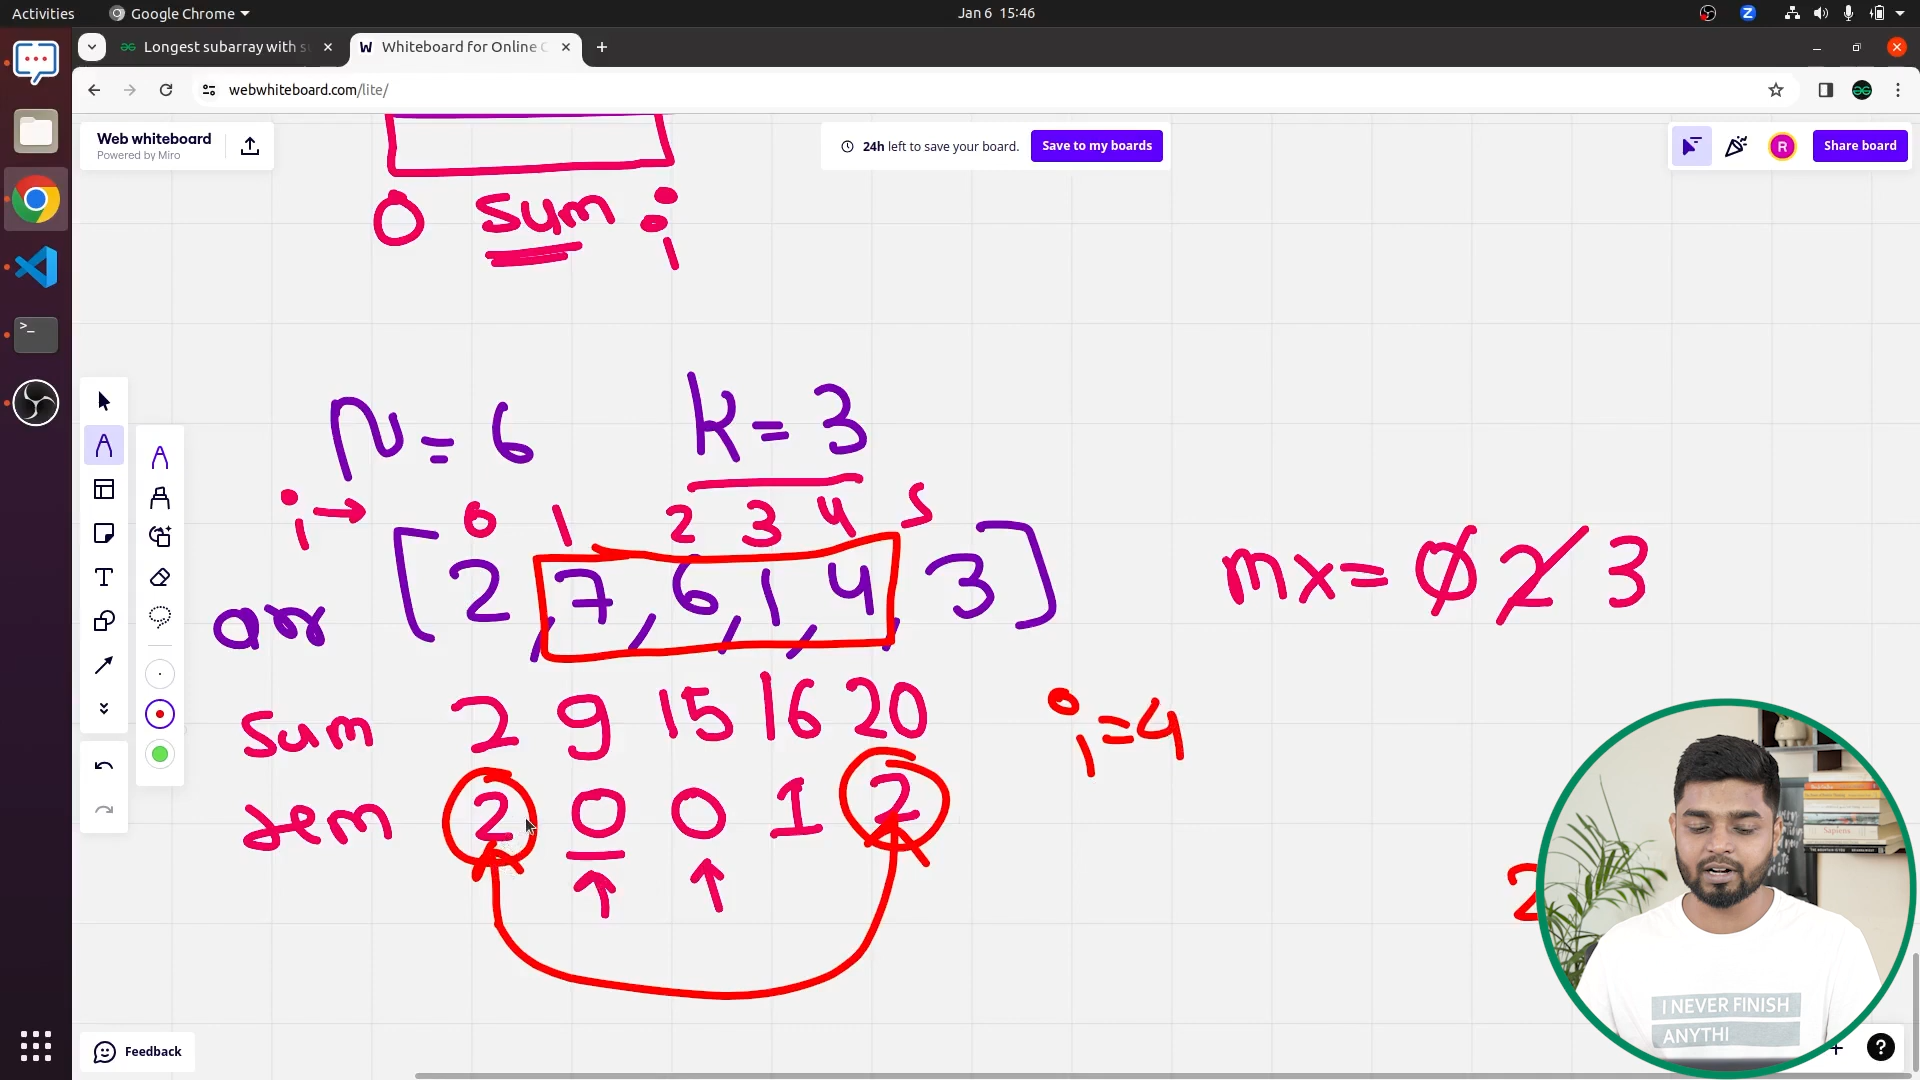 Activities
Google Chrome
Jan 6 15:46
Longest subarray with s
Whiteboard for Online C
webwhiteboard.com/lite/
Web whiteboard
Powered by Miro
24h left to save your board.
Save to my boards
R
Share board
0 sum i
N = 6 k = 3
i → 0 1 2 3 4 5
arr [ 2, 7, 6, 1, 4, 3 ]
mx = 0 2 3
sum 2 9 15 16 20
i = 4
rem 2 0 0 1 2
2
I NEVER FINISH
ANYTHI
Feedback